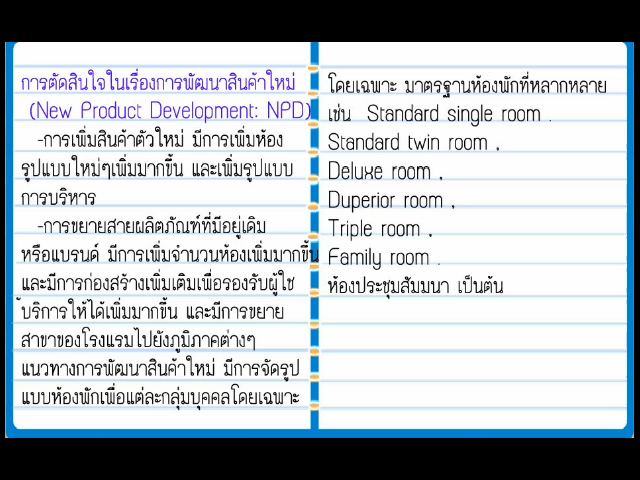 การตัดสินใจในเรื่องการพัฒนาสินค้าใหม่
(New Product Development: NPD)
-การเพิ่มสินค้าตัวใหม่ มีการเพิ่มห้อง
รูปแบบใหม่ๆเพิ่มมากขึ้น และเพิ่มรูปแบบ
การบริหาร
-การขยายสายผลิตภัณฑ์ที่มีอยู่เดิม
หรือแบรนด์ มีการเพิ่มจำนวนห้องเพิ่มมากขึ้น
และมีการก่องสร้างเพิ่มเติมเพื่อรองรับผู้ใช
้บริการให้ได้เพิ่มมากขึ้น และมีการขยาย
สาขาของโรงแรมไปยังภูมิภาคต่างๆ
แนวทางการพัฒนาสินค้าใหม่ มีการจัดรูป
แบบห้องพักเพื่อแต่ละกลุ่มบุคคลโดยเฉพาะ
โดยเฉพาะ มาตรฐานห้องพักที่หลากหลาย
เช่น Standard single room .
Standard twin room ,
Deluxe room ,
Duperior room ,
Triple room ,
Family room .
ห้องประชุมสัมมนา เป็นต้น